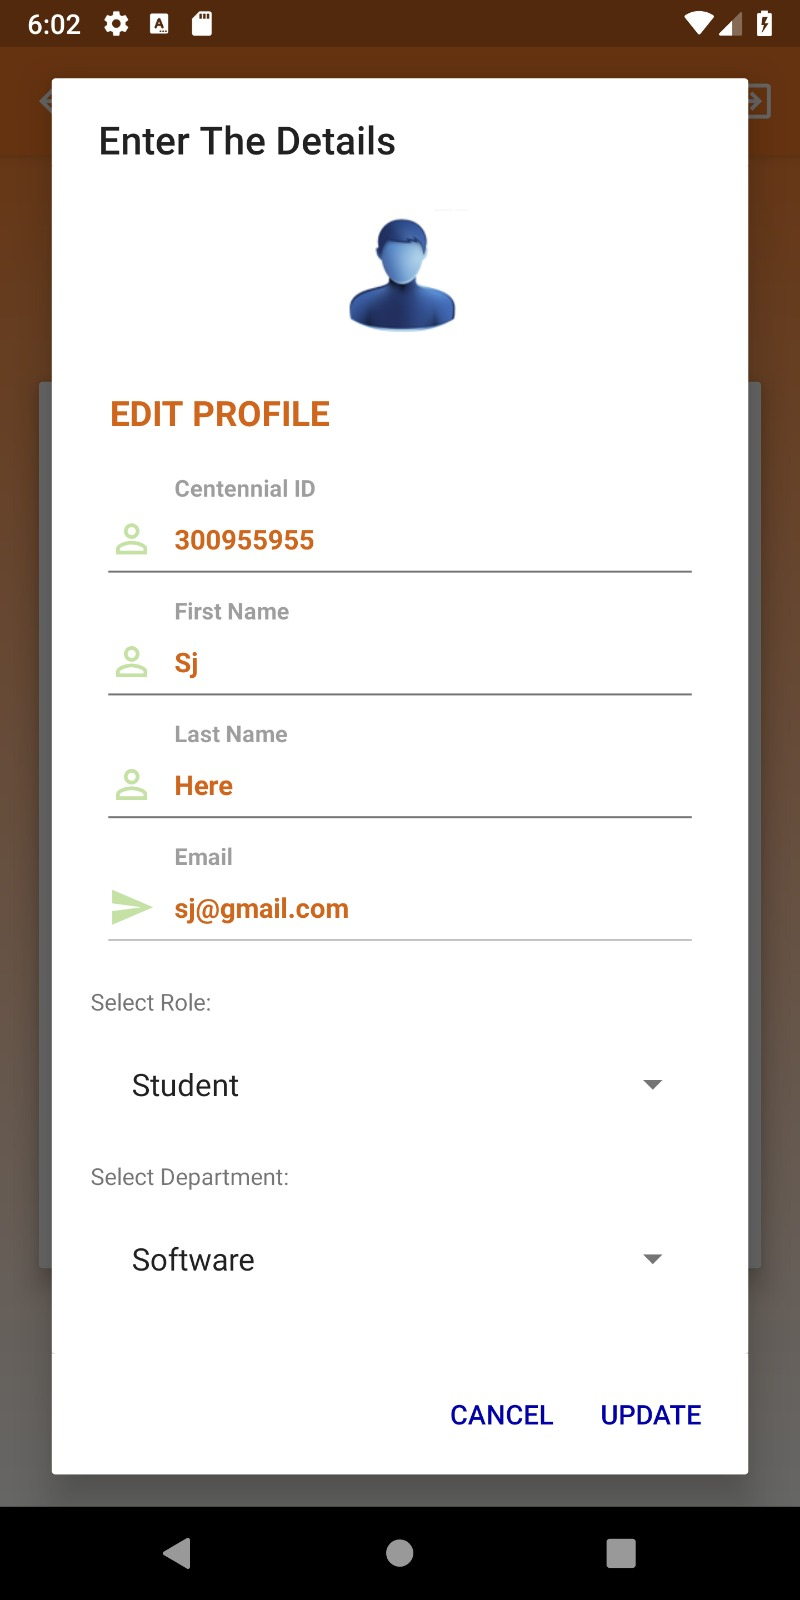 6:02
Enter The Details
EDIT PROFILE
Centennial ID
300955955
First Name
Sj
Last Name
Here
Email
sj@gmail.com
Select Role:
Student
Select Department:
Software
CANCEL UPDATE